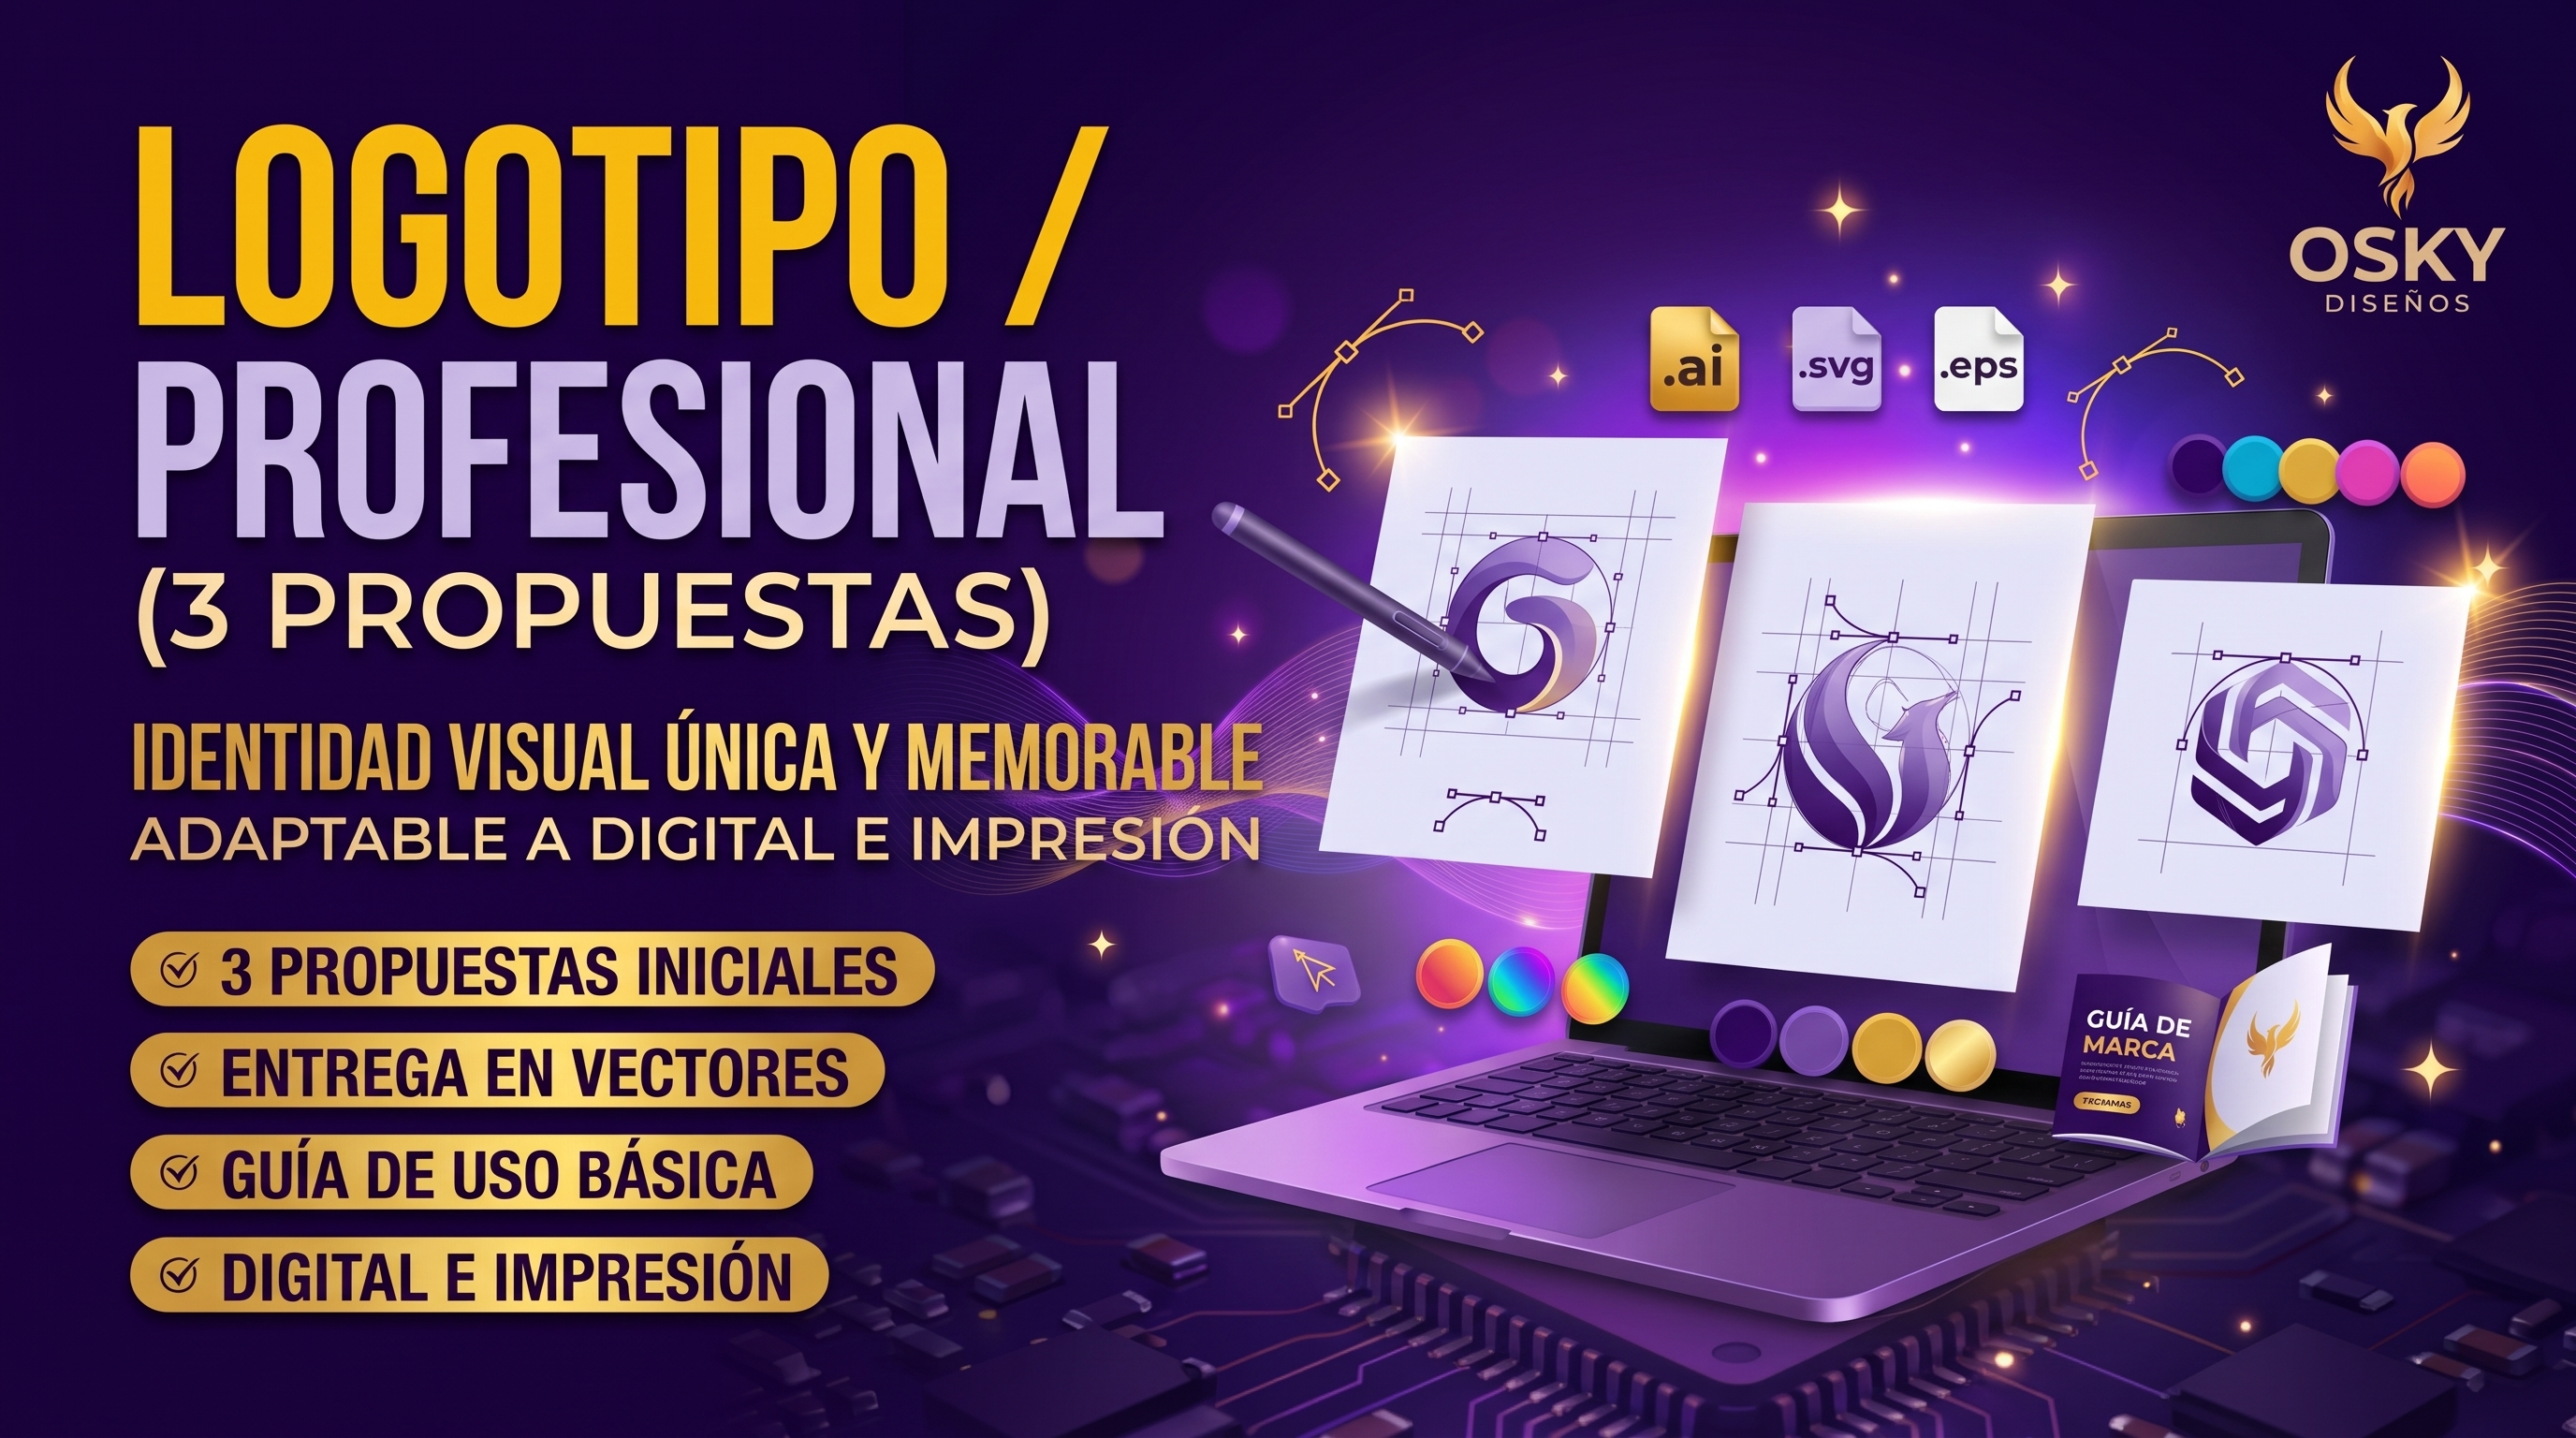 LOGOTIPO /
PROFESIONAL
(3 PROPUESTAS)
IDENTIDAD VISUAL ÚNICA Y MEMORABLE
ADAPTABLE A DIGITAL E IMPRESIÓN
3 PROPUESTAS INICIALES
ENTREGA EN VECTORES
GUÍA DE USO BÁSICA
DIGITAL E IMPRESIÓN
OSKY
DISEÑOS
.ai .svg .eps
GUÍA DE
MARCA